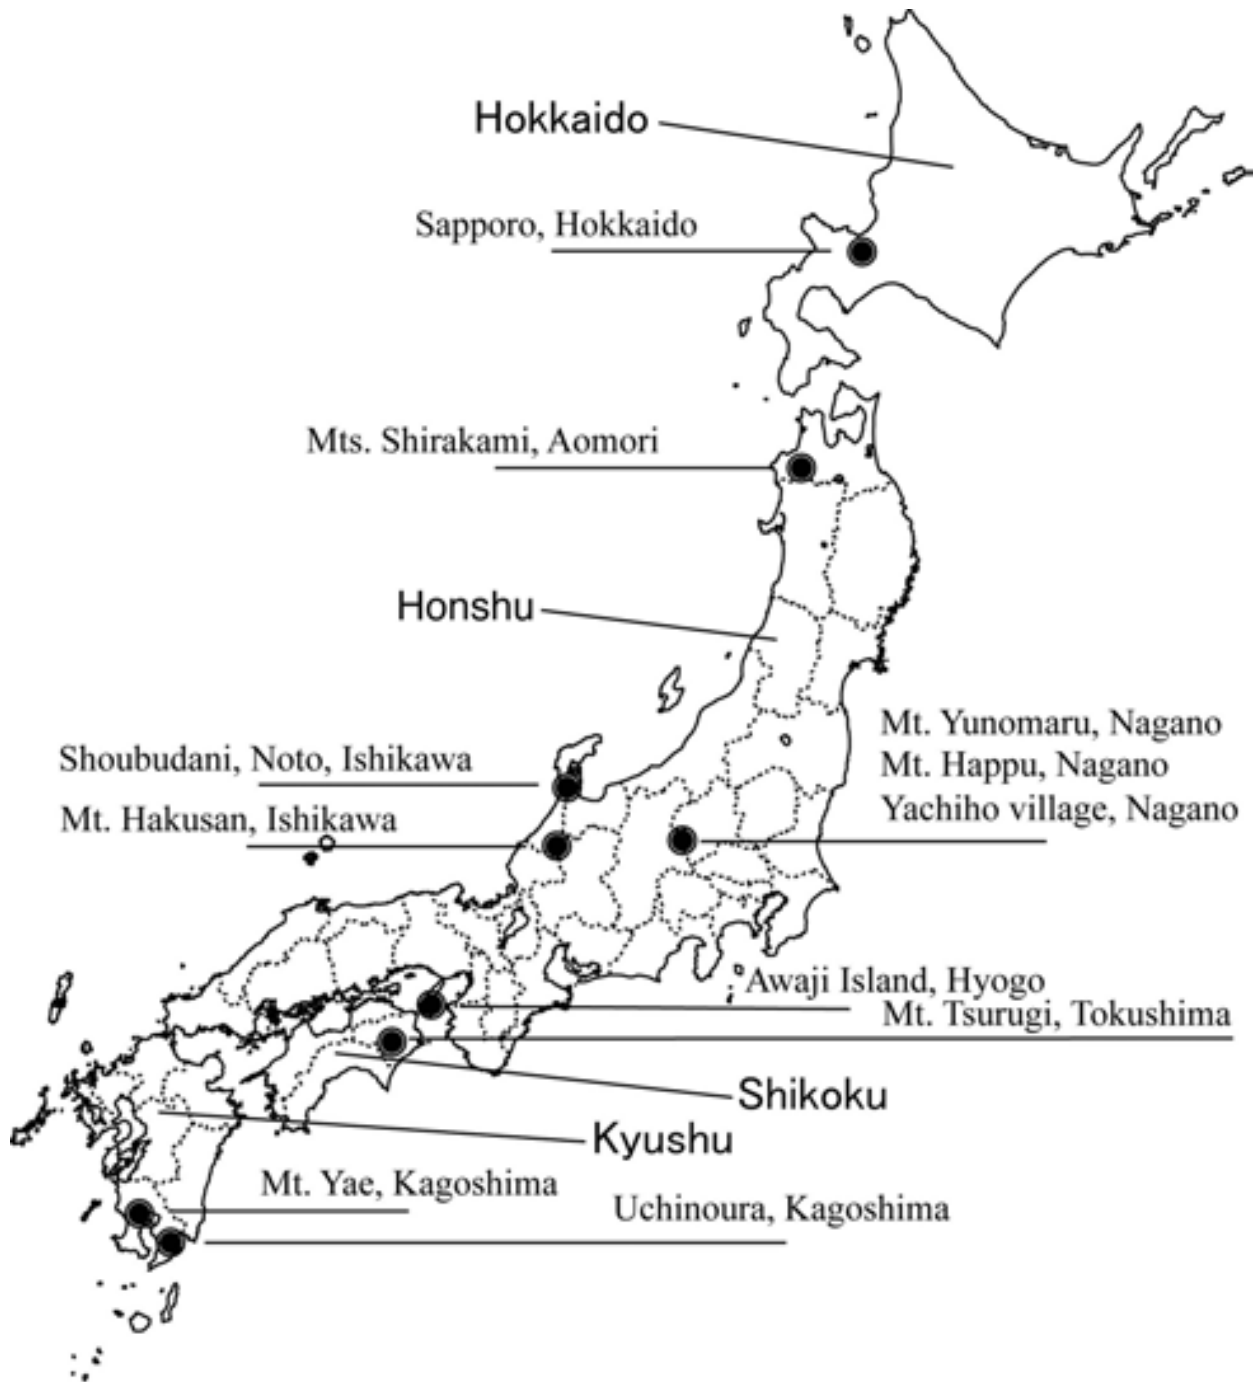 Hokkaido
Sapporo, Hokkaido
Mts. Shirakami, Aomori
Honshu
Mt. Yunomaru, Nagano
Mt. Happu, Nagano
Yachiho village, Nagano
Shoubudani, Noto, Ishikawa
Mt. Hakusan, Ishikawa
Awaji Island, Hyogo
Mt. Tsurugi, Tokushima
Shikoku
Kyushu
Mt. Yae, Kagoshima
Uchinoura, Kagoshima